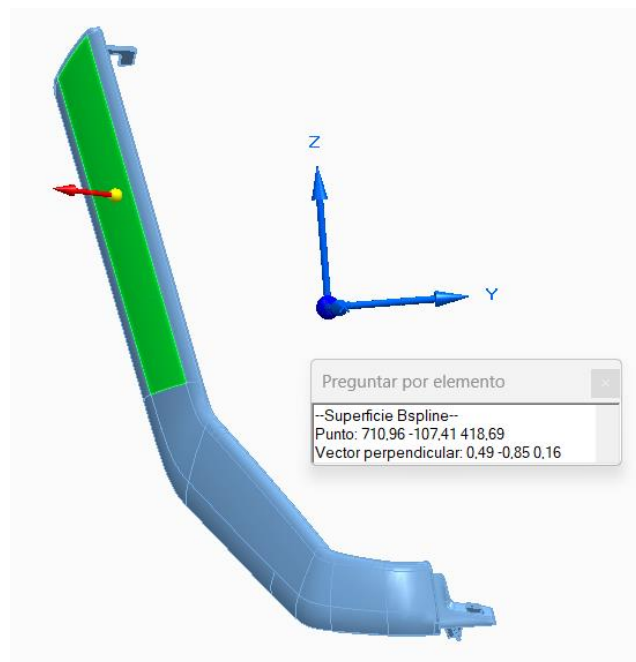 Z
Y
Preguntar por elemento
--Superficie Bspline--
Punto: 710,96 -107,41 418,69
Vector perpendicular: 0,49 -0,85 0,16